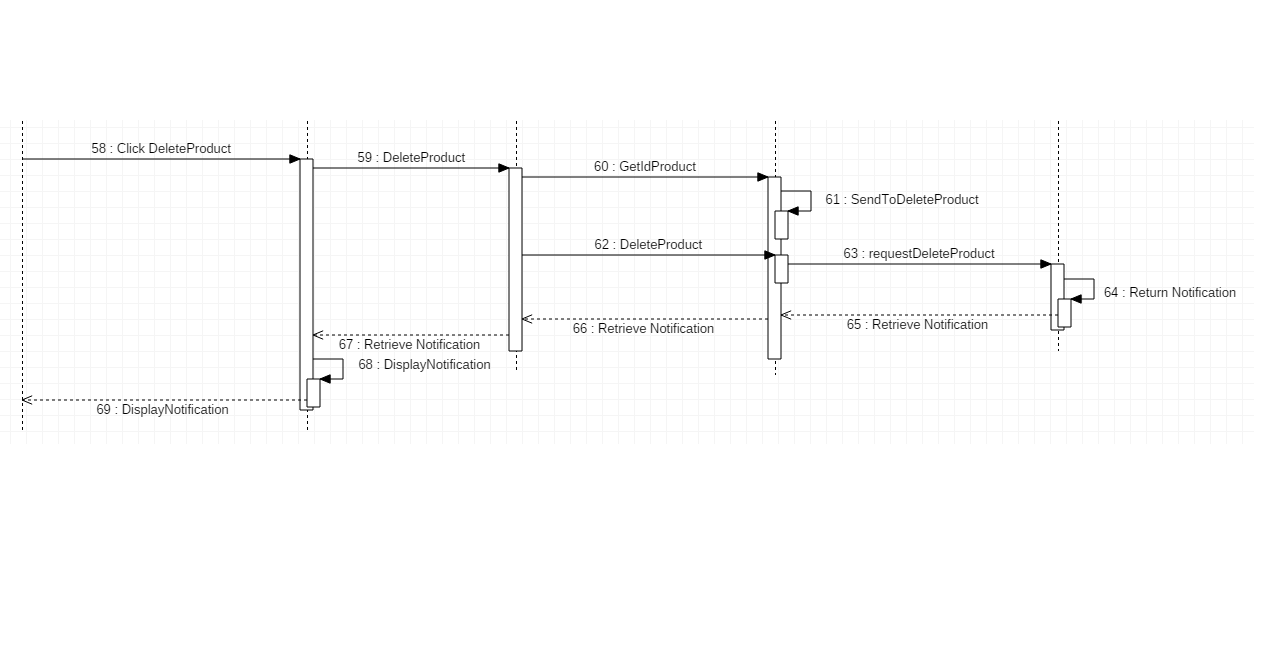 58 : Click DeleteProduct
59 : DeleteProduct
60 : GetIdProduct
61 : SendToDeleteProduct
62 : DeleteProduct
63 : requestDeleteProduct
64 : Return Notification
65 : Retrieve Notification
66 : Retrieve Notification
67 : Retrieve Notification
68 : DisplayNotification
69 : DisplayNotification